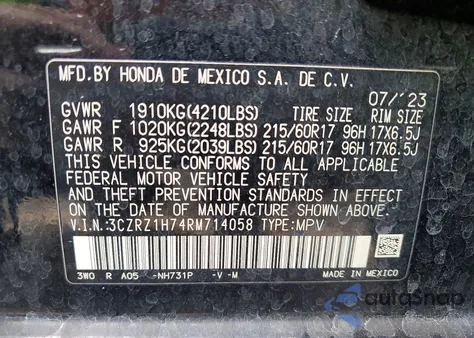 MFD.BY HONDA DE MEXICO S.A. DE C.V.
07/'23
GVWR 1910KG(4210LBS) TIRE SIZE RIM SIZE
GAWR F 1020KG(2248LBS) 215/60R17 96H 17X6.5J
GAWR R 925KG(2039LBS) 215/60R17 96H 17X6.5J
THIS VEHICLE CONFORMS TO ALL APPLICABLE
FEDERAL MOTOR VEHICLE SAFETY
AND THEFT PREVENTION STANDARDS
IN EFFECT ON THE DATE OF
MANUFACTURE SHOWN ABOVE.
V.I.N.:3CZRZ1H74RM714058 TYPE:MPV
3W0 R A05 -NH731P -V -M MADE IN MEXICO
autosnap